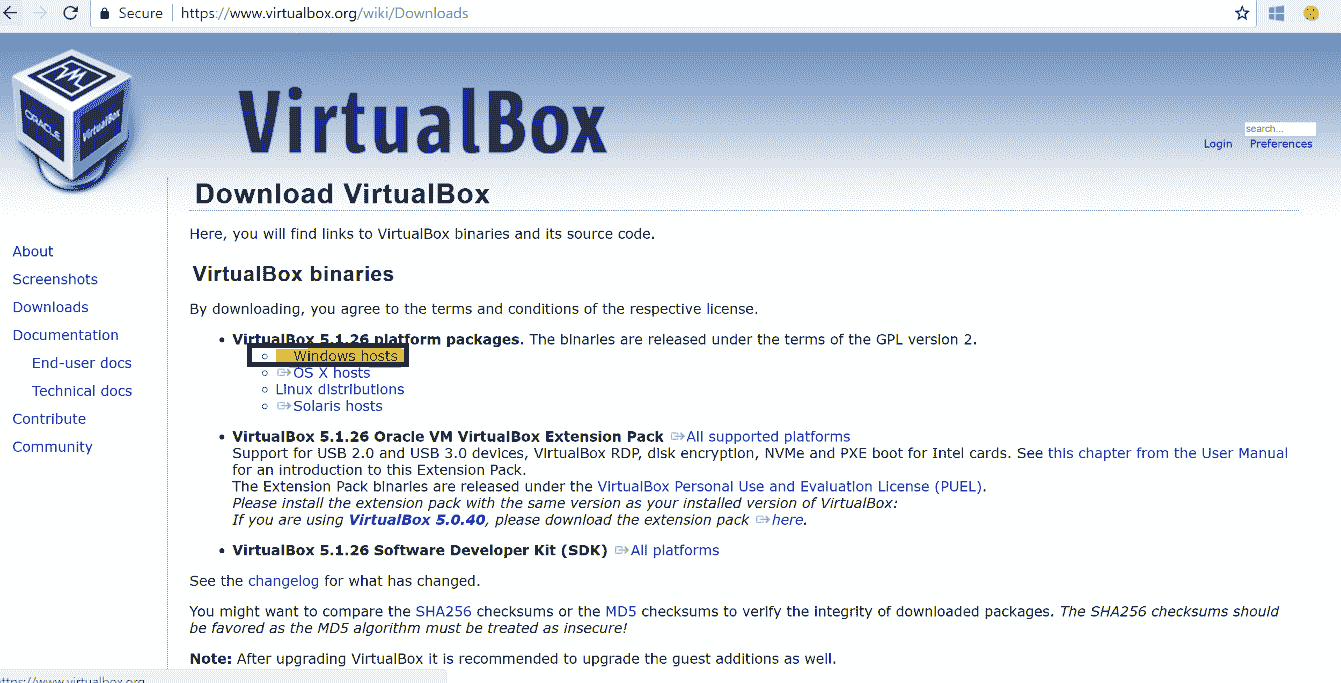 Secure https://www.virtualbox.org/wiki/Downloads
ORACLE
VirtualBox
VirtualBox
search...
Login Preferences
Download VirtualBox
Here, you will find links to VirtualBox binaries and its source code.
About
Screenshots
Downloads
Documentation
End-user docs
Technical docs
Contribute
Community
VirtualBox binaries
By downloading, you agree to the terms and conditions of the respective license.
• VirtualBox 5.1.26 platform packages. The binaries are released under the terms of the GPL version 2.
Windows hosts
OS X hosts
Linux distributions
Solaris hosts
• VirtualBox 5.1.26 Oracle VM VirtualBox Extension Pack All supported platforms
Support for USB 2.0 and USB 3.0 devices, VirtualBox RDP, disk encryption, NVMe and PXE boot for Intel cards. See this chapter from the User Manual
for an introduction to this Extension Pack.
The Extension Pack binaries are released under the VirtualBox Personal Use and Evaluation License (PUEL).
Please install the extension pack with the same version as your installed version of VirtualBox:
If you are using VirtualBox 5.0.40, please download the extension pack here.
• VirtualBox 5.1.26 Software Developer Kit (SDK) All platforms
See the changelog for what has changed.
You might want to compare the SHA256 checksums or the MD5 checksums to verify the integrity of downloaded packages. The SHA256 checksums should
be favored as the MD5 algorithm must be treated as insecure!
Note: After upgrading VirtualBox it is recommended to upgrade the guest additions as well.
https://www.virtualbox.org